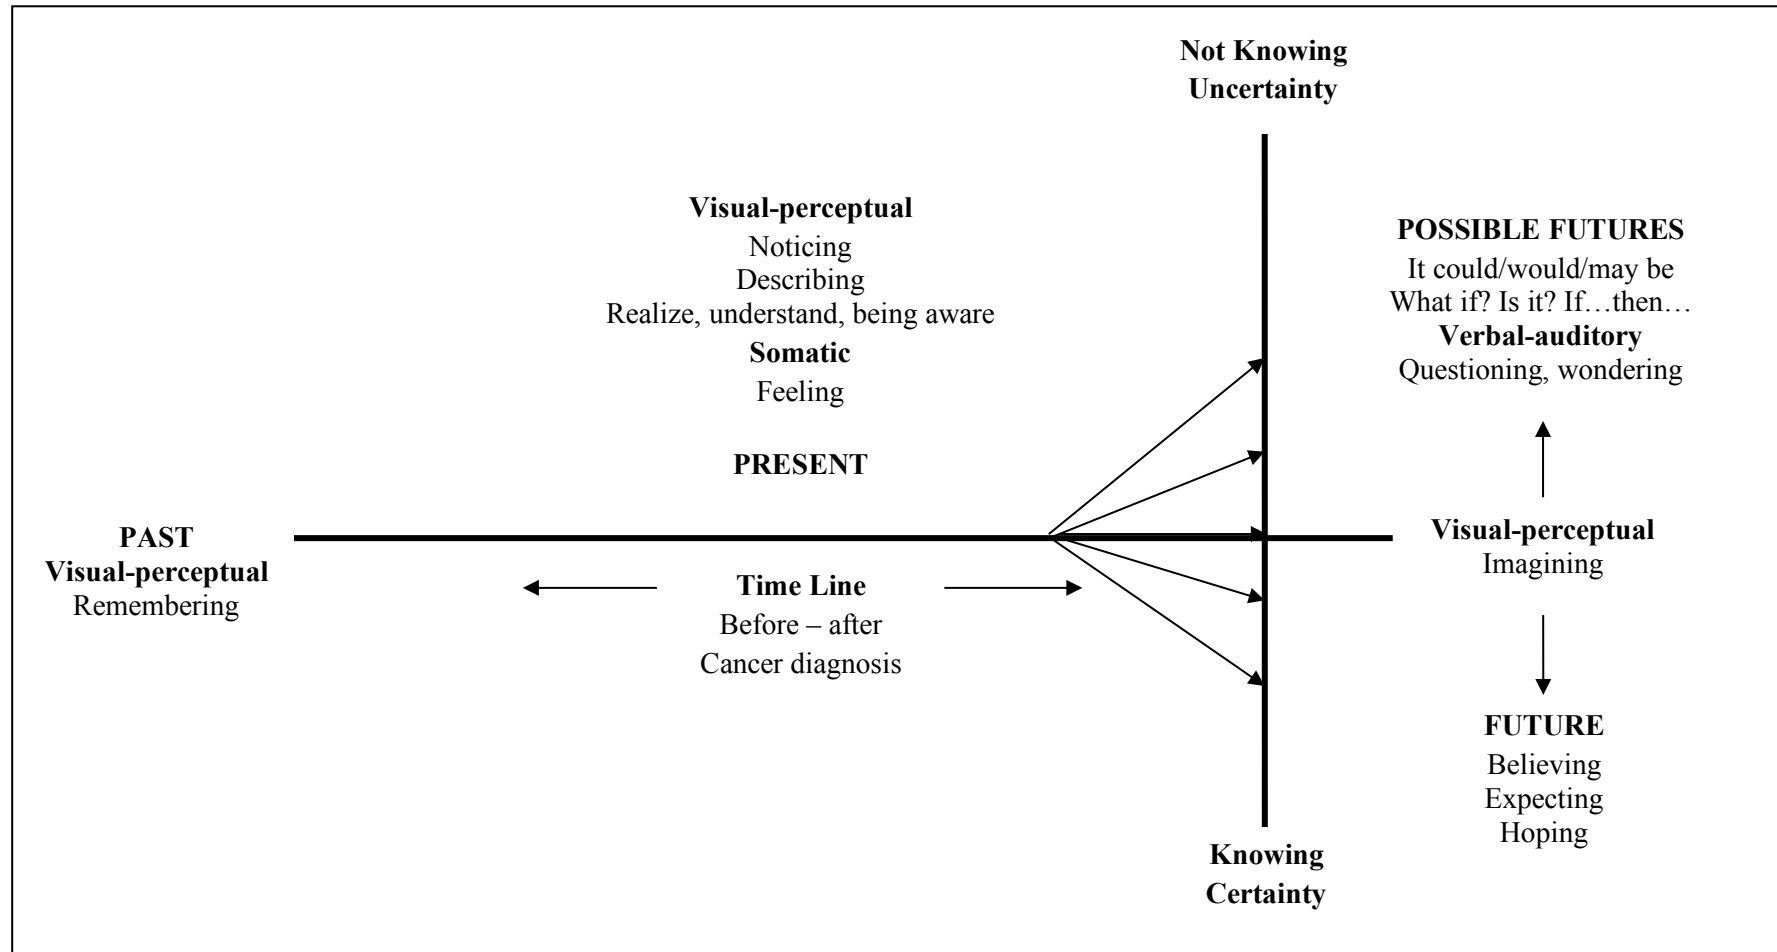 Not Knowing
Uncertainty
Visual-perceptual
Noticing
Describing
Realize, understand, being aware
Somatic
Feeling
PRESENT
POSSIBLE FUTURES
It could/would/may be
What if? Is it? If…then…
Verbal-auditory
Questioning, wondering
PAST
Visual-perceptual
Remembering
Time Line
Before – after
Cancer diagnosis
Visual-perceptual
Imagining
FUTURE
Believing
Expecting
Hoping
Knowing
Certainty